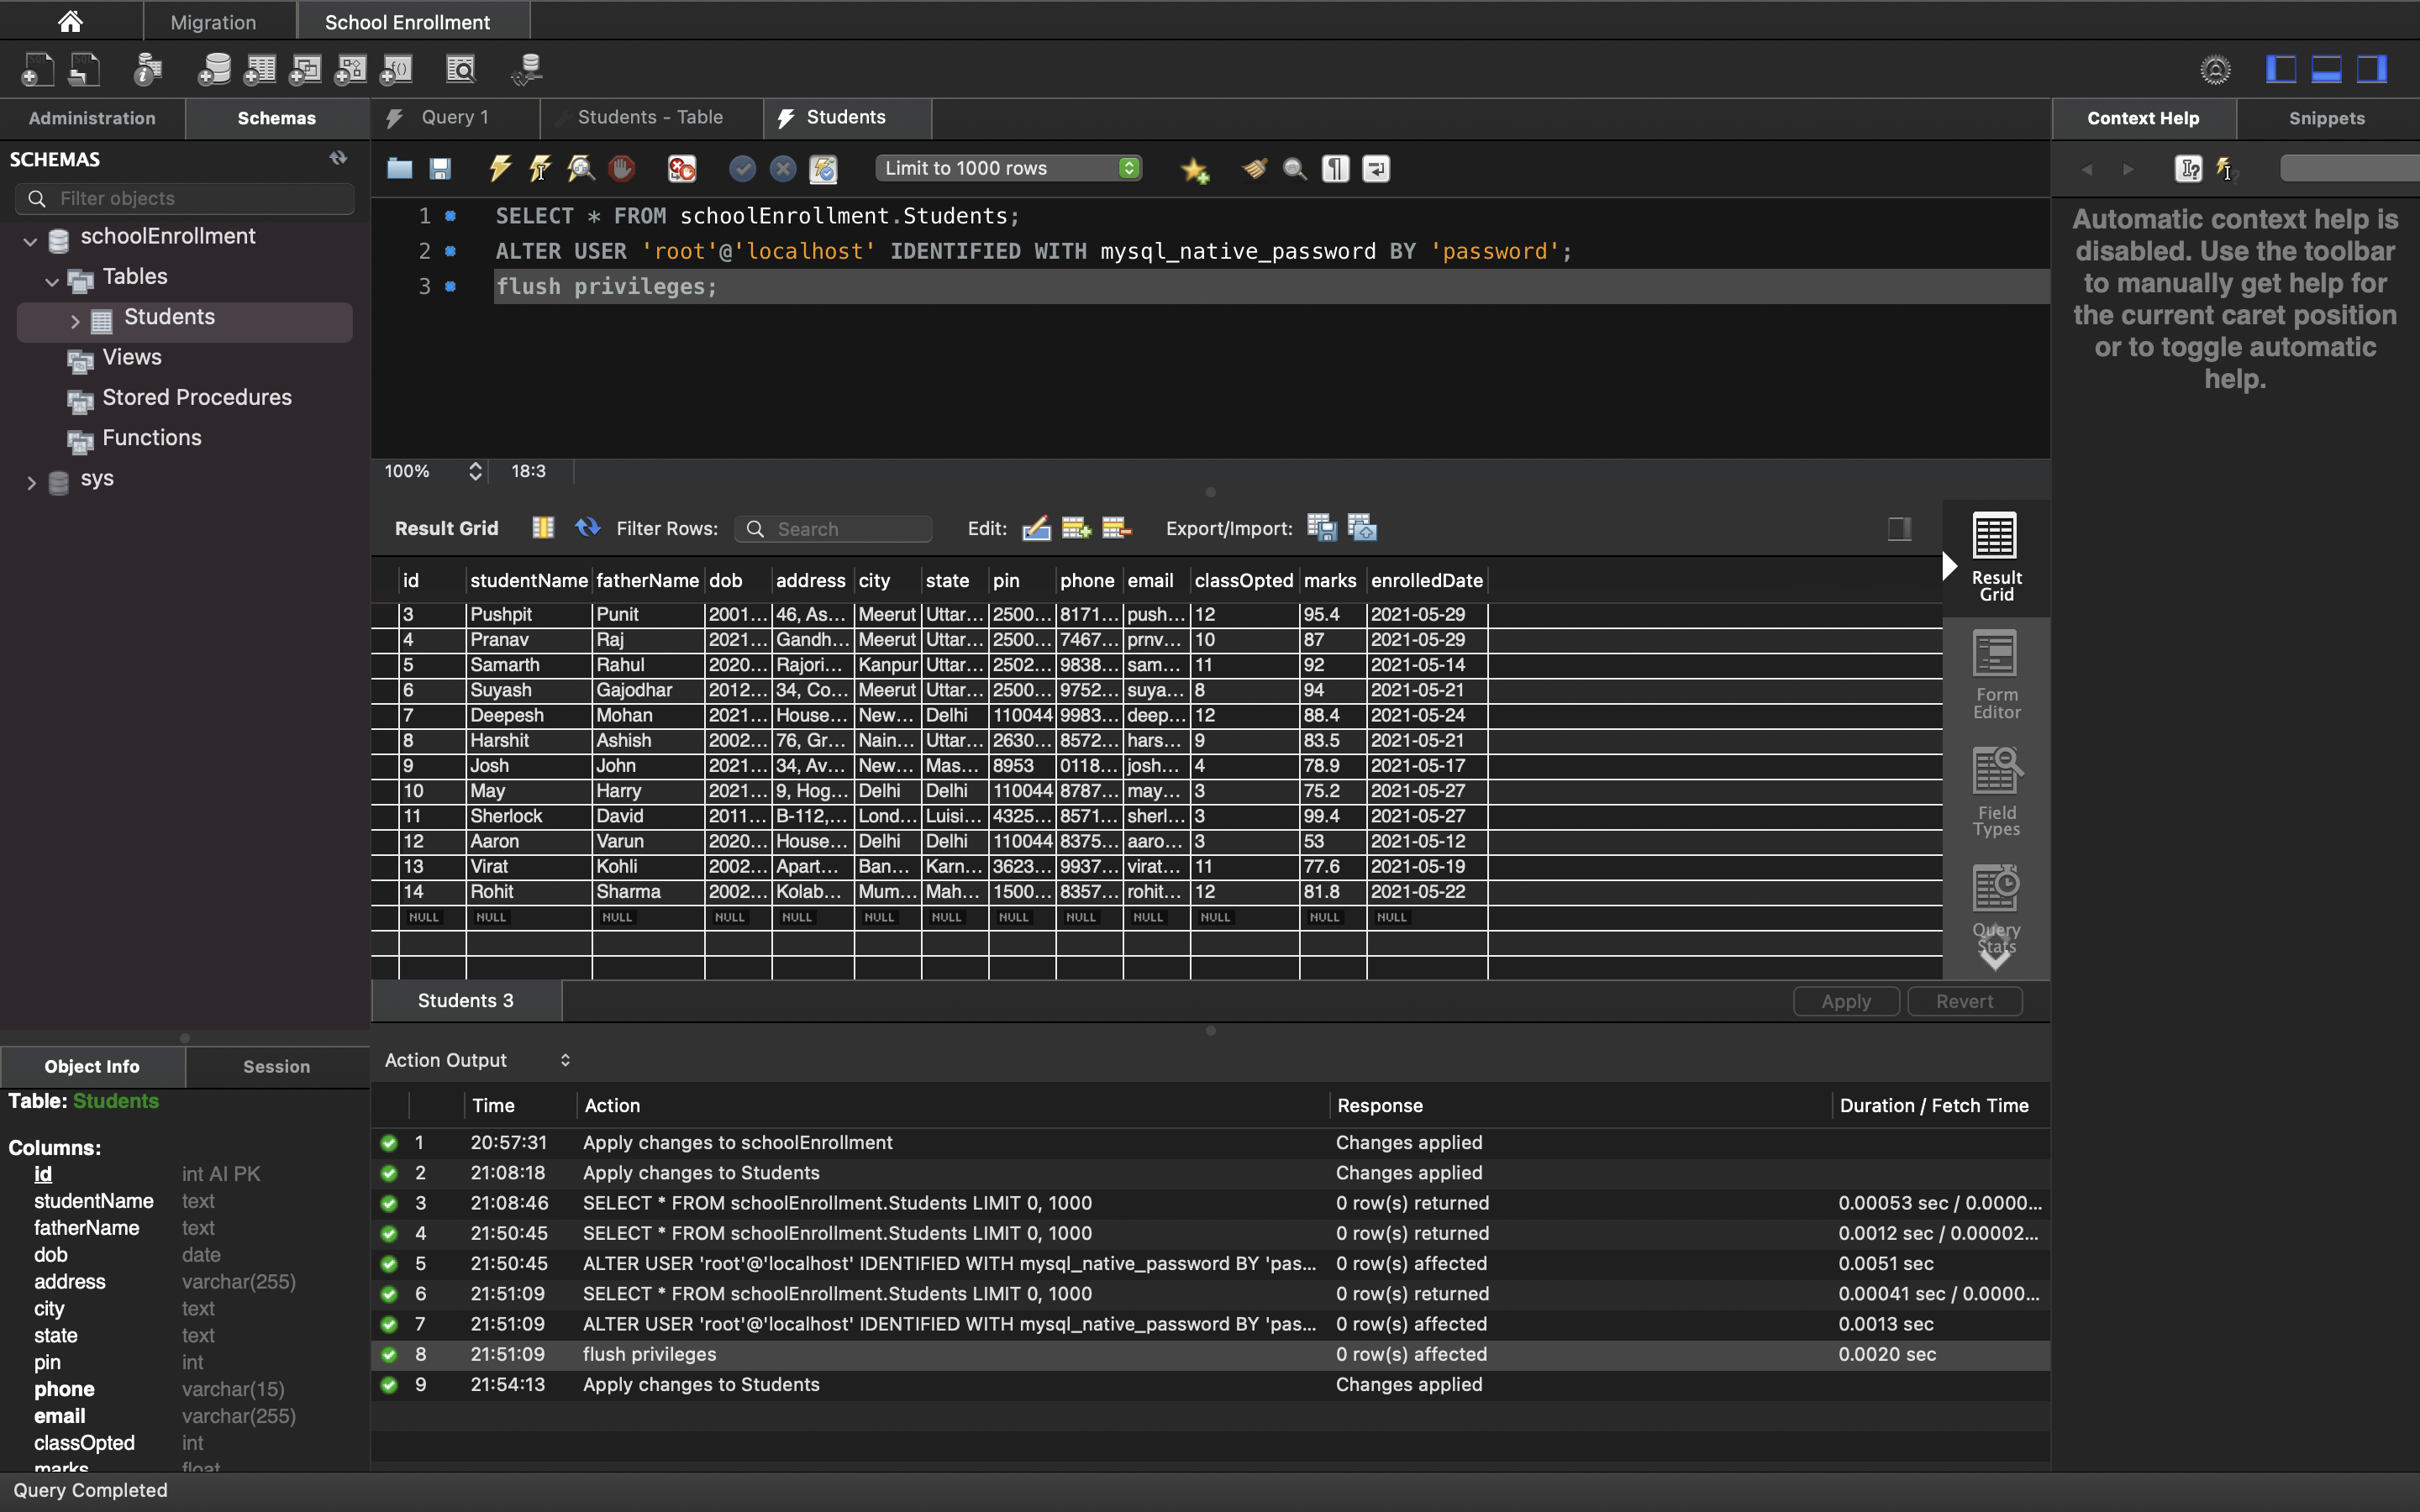 Migration
School Enrollment
Administration
Schemas
Query 1
Students - Table
Students
Context Help
Snippets
SCHEMAS
Filter objects
Limit to 1000 rows
schoolEnrollment
Tables
Students
Views
Stored Procedures
Functions
sys
1 SELECT * FROM schoolEnrollment.Students;
2 ALTER USER 'root'@'localhost' IDENTIFIED WITH mysql_native_password BY 'password';
3 flush privileges;
Automatic context help is
disabled. Use the toolbar
to manually get help for
the current caret position
or to toggle automatic
help.
100% 18:3
Result Grid Filter Rows: Search Edit: Export/Import:
id studentName fatherName dob address city state pin phone email classOpted marks enrolledDate
3 Pushpit Punit 2001... 46, As... Meerut Uttar... 2500... 8171... push... 12 95.4 2021-05-29
4 Pranav Raj 2021... Gandh... Meerut Uttar... 2500... 7467... prnv... 10 87 2021-05-29
5 Samarth Rahul 2020... Rajori... Kanpur Uttar... 2502... 9838... sam... 11 92 2021-05-14
6 Suyash Gajodhar 2012... 34, Co... Meerut Uttar... 2500... 9752... suya... 8 94 2021-05-21
7 Deepesh Mohan 2021... House... New... Delhi 110044 9983... deep... 12 88.4 2021-05-24
8 Harshit Ashish 2002... 76, Gr... Nain... Uttar... 2630... 8572... hars... 9 83.5 2021-05-21
9 Josh John 2021... 34, Av... New... Mas... 8953 0118... josh... 4 78.9 2021-05-17
10 May Harry 2021... 9, Hog... Delhi Delhi 110044 8787... may... 3 75.2 2021-05-27
11 Sherlock David 2011... B-112,... Lond... Luisi... 4325... 8571... sherl... 3 99.4 2021-05-27
12 Aaron Varun 2020... House... Delhi Delhi 110044 8375... aaro... 3 53 2021-05-12
13 Virat Kohli 2002... Apart... Ban... Karn... 3623... 9937... virat... 11 77.6 2021-05-19
14 Rohit Sharma 2002... Kolab... Mum... Mah... 1500... 8357... rohit... 12 81.8 2021-05-22
NULL NULL NULL NULL NULL NULL NULL NULL NULL NULL NULL NULL NULL
Result
Grid
Form
Editor
Field
Types
Query
Stats
Students 3
Apply
Revert
Object Info
Session
Table: Students
Columns:
id int AI PK
studentName text
fatherName text
dob date
address varchar(255)
city text
state text
pin int
phone varchar(15)
email varchar(255)
classOpted int
marks float
Action Output
Time Action Response Duration / Fetch Time
1 20:57:31 Apply changes to schoolEnrollment Changes applied
2 21:08:18 Apply changes to Students Changes applied
3 21:08:46 SELECT * FROM schoolEnrollment.Students LIMIT 0, 1000 0 row(s) returned 0.00053 sec / 0.0000...
4 21:50:45 SELECT * FROM schoolEnrollment.Students LIMIT 0, 1000 0 row(s) returned 0.0012 sec / 0.00002...
5 21:50:45 ALTER USER 'root'@'localhost' IDENTIFIED WITH mysql_native_password BY 'pas... 0 row(s) affected 0.0051 sec
6 21:51:09 SELECT * FROM schoolEnrollment.Students LIMIT 0, 1000 0 row(s) returned 0.00041 sec / 0.0000...
7 21:51:09 ALTER USER 'root'@'localhost' IDENTIFIED WITH mysql_native_password BY 'pas... 0 row(s) affected 0.0013 sec
8 21:51:09 flush privileges 0 row(s) affected 0.0020 sec
9 21:54:13 Apply changes to Students Changes applied
Query Completed